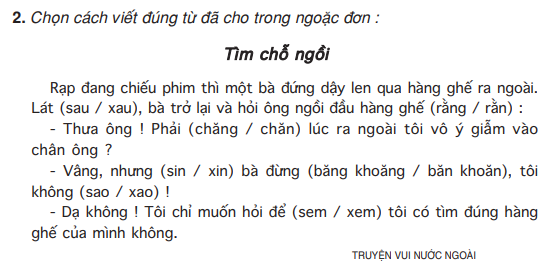 2. Chọn cách viết đúng từ đã cho trong ngoặc đơn :
Tìm chỗ ngồi
Rạp đang chiếu phim thì một bà đứng dậy len qua hàng ghế ra ngoài.
Lát (sau / xau), bà trở lại và hỏi ông ngồi đầu hàng ghế (rằng / rằn) :
- Thưa ông ! Phải (chăng / chăn) lúc ra ngoài tôi vô ý giẫm vào
chân ông ?
- Vâng, nhưng (sin / xin) bà đừng (băng khoăng / băn khoăn), tôi
không (sao / xao) !
- Dạ không ! Tôi chỉ muốn hỏi để (sem / xem) tôi có tìm đúng hàng
ghế của mình không.
TRUYỆN VUI NƯỚC NGOÀI